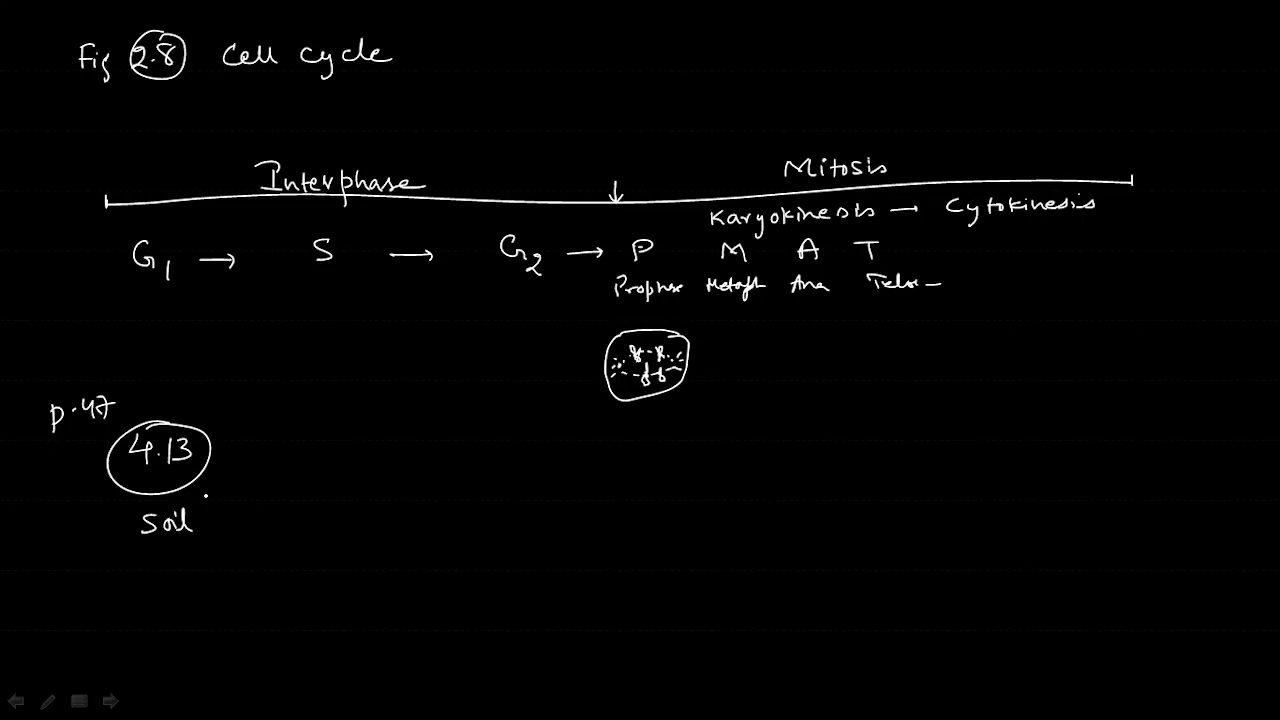 Fig 2.8 Cell cycle
Interphase Mitosis
Karyokinesis → Cytokinesis
G1 → S → G2 → P M A T
Prophase Metaph Ana Telo —
p.47
4.13
Soil